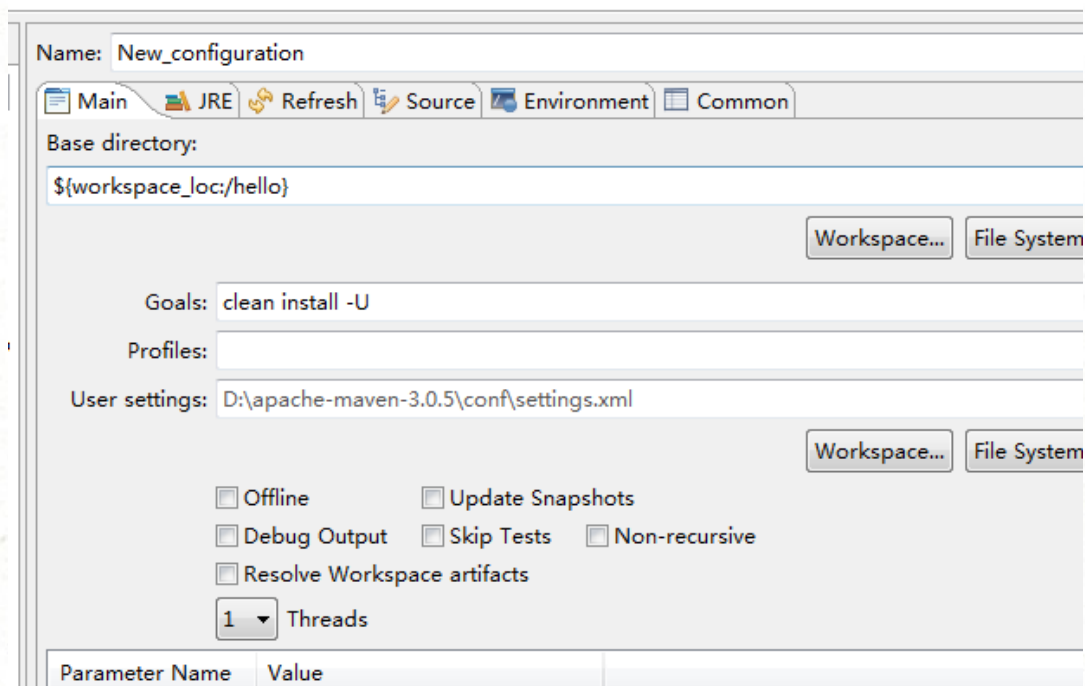 Name: New_configuration
Main JRE Refresh Source Environment Common
Base directory:
${workspace_loc:/hello}
Workspace... File System
Goals: clean install -U
Profiles:
User settings: D:\apache-maven-3.0.5\conf\settings.xml
Workspace... File System
Offline Update Snapshots
Debug Output Skip Tests Non-recursive
Resolve Workspace artifacts
1 Threads
Parameter Name Value